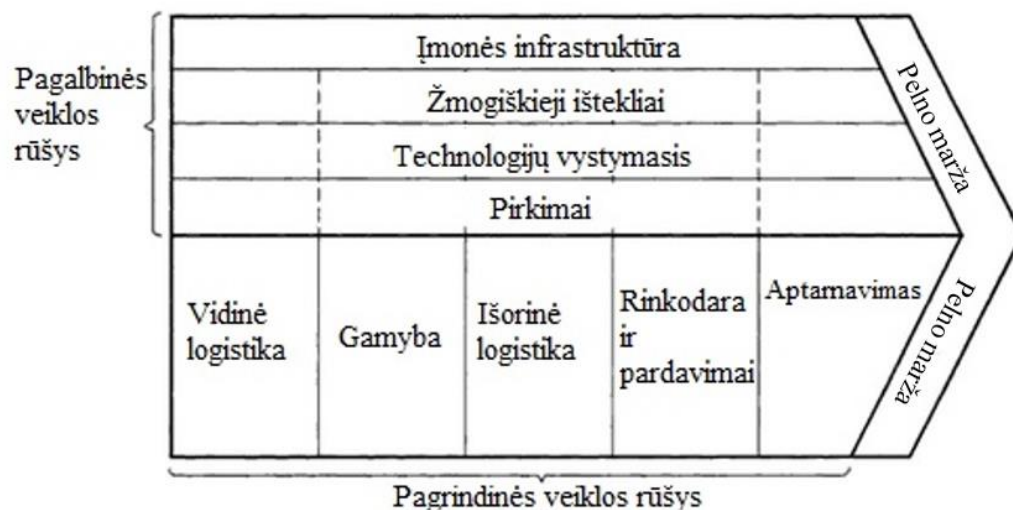 Įmonės infrastruktūra
Pagalbinės
veiklos
rūšys
Žmogiškieji ištekliai
Technologijų vystymasis
Pirkimai
Pelno marža
Vidinė
logistika
Gamyba
Išorinė
logistika
Rinkodara
ir
pardavimai
Aptarnavimas
Pelno marža
Pagrindinės veiklos rūšys